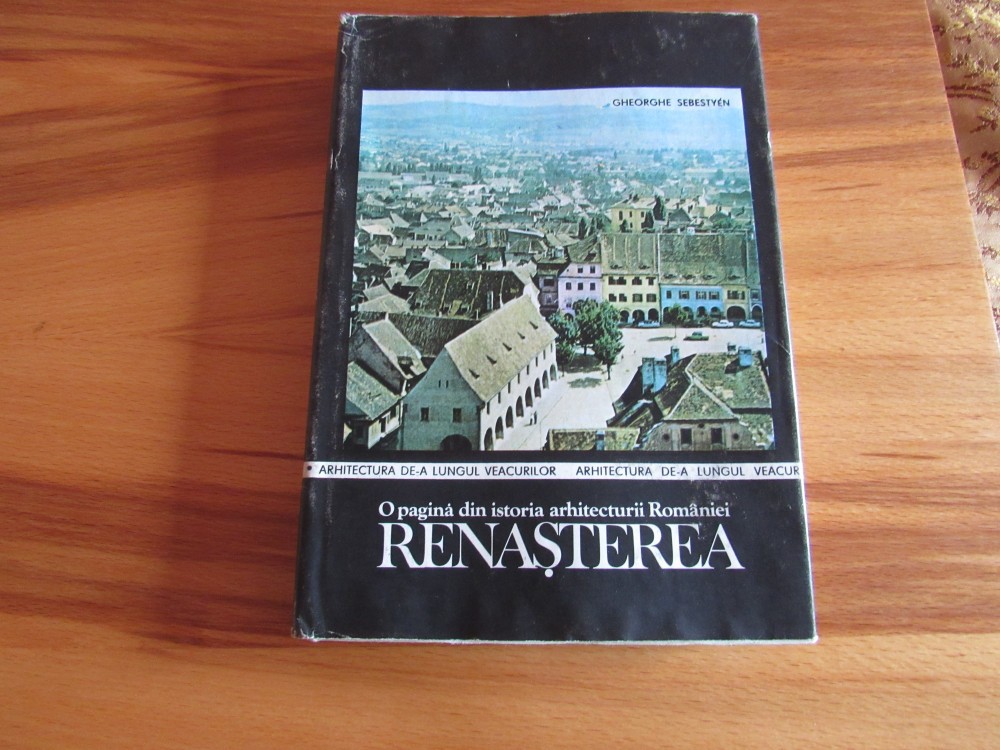 GHEORGHE SEBESTYÉN
• ARHITECTURA DE-A LUNGUL VEACURILOR ARHITECTURA DE-A LUNGUL VEACUR
O pagină din istoria arhitecturii României
RENAȘTEREA